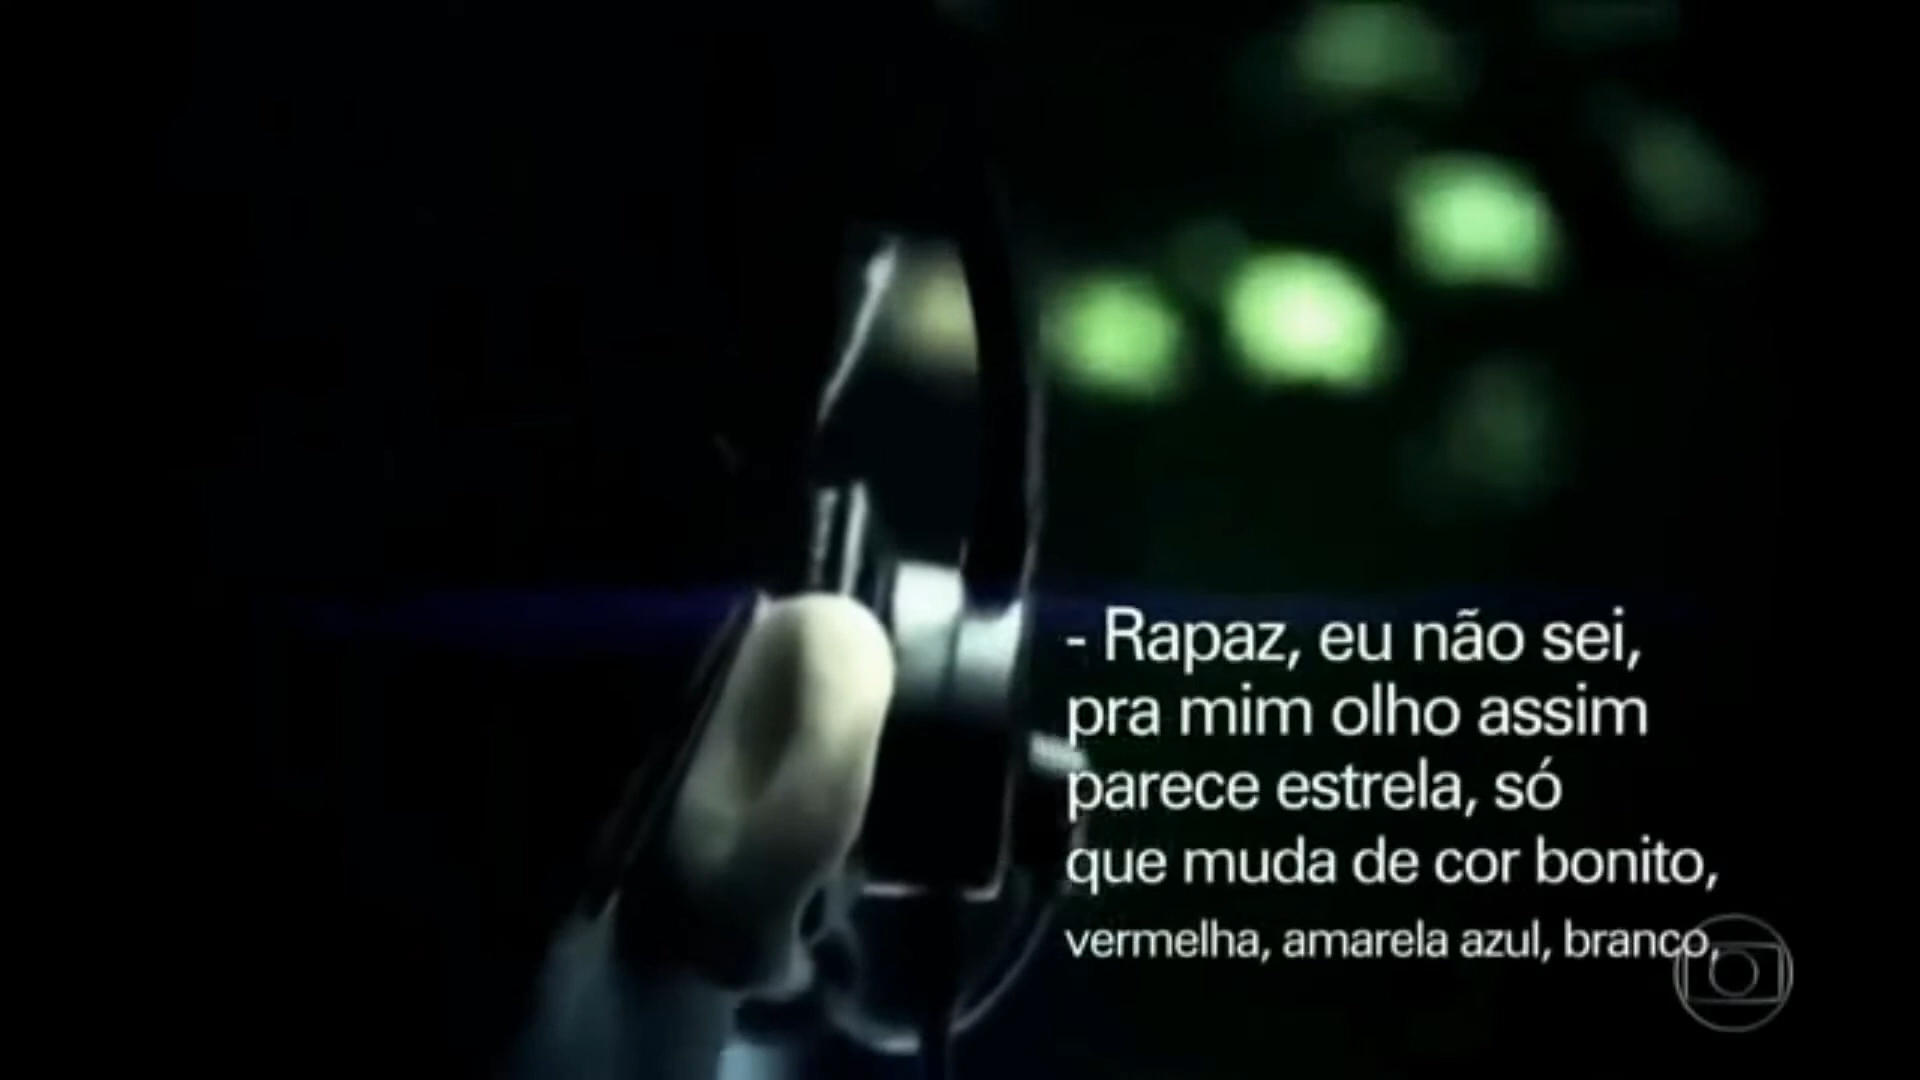 - Rapaz, eu não sei,
pra mim olho assim
parece estrela, só
que muda de cor bonito,
vermelha, amarela azul, branco,